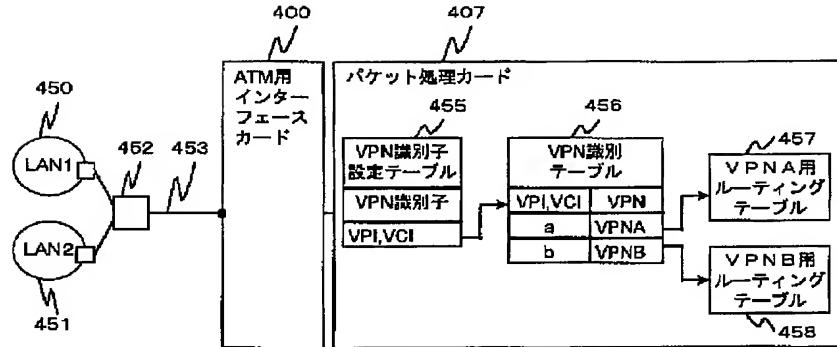 400
407
ATM用
インター
フェース
カード
パケット処理カード
450
LAN1
452
453
LAN2
451
455
VPN識別子
設定テーブル
VPN識別子
VPI,VCI
456
VPN識別
テーブル
VPI,VCI VPN
a VPNA
b VPNB
457
VPNA用
ルーティング
テーブル
VPNB用
ルーティング
テーブル
458